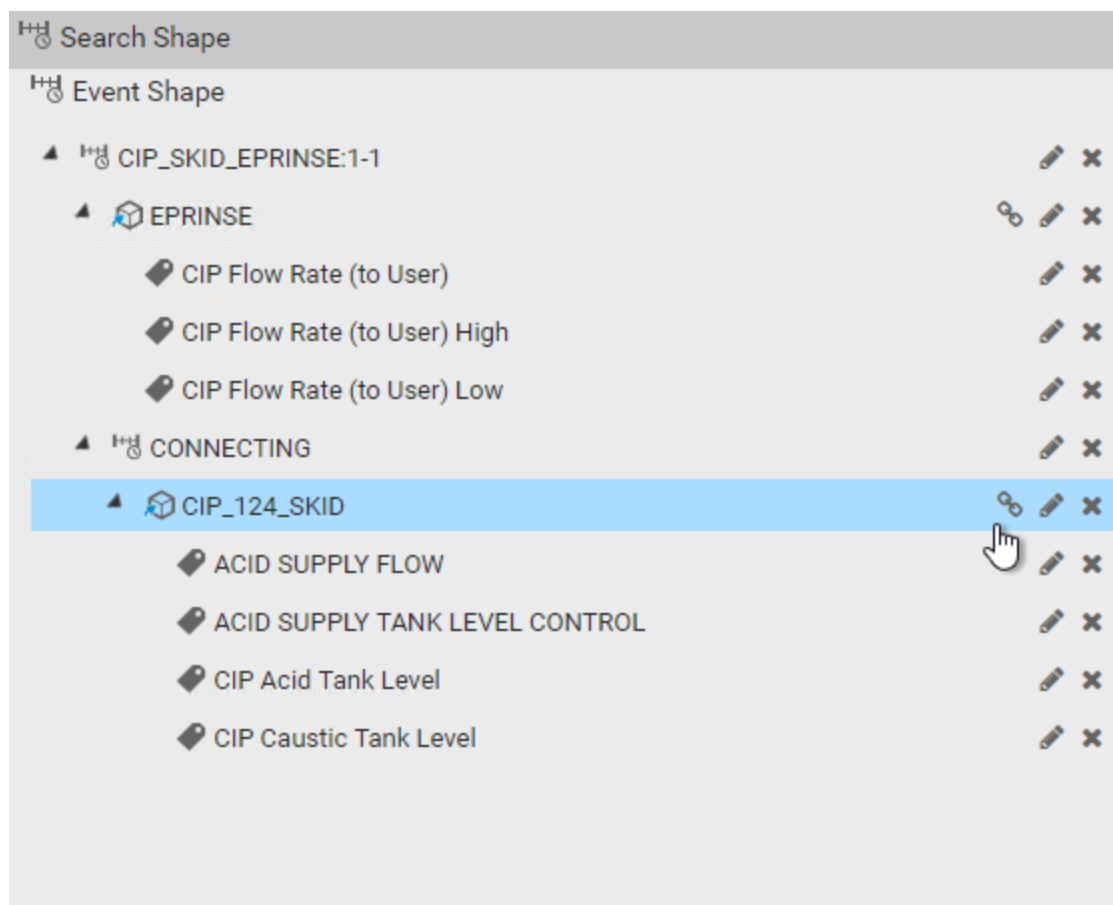 Search Shape
Event Shape
CIP_SKID_EPRINSE:1-1
EPRINSE
CIP Flow Rate (to User)
CIP Flow Rate (to User) High
CIP Flow Rate (to User) Low
CONNECTING
CIP_124_SKID
ACID SUPPLY FLOW
ACID SUPPLY TANK LEVEL CONTROL
CIP Acid Tank Level
CIP Caustic Tank Level